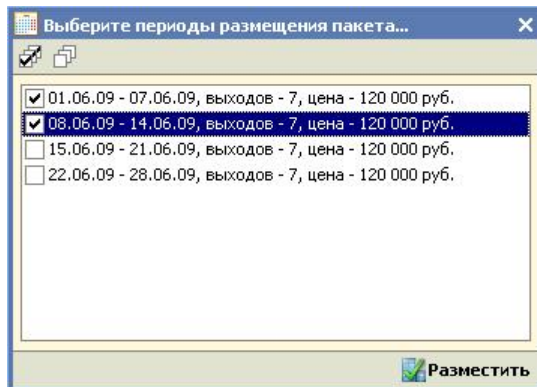 Выберите периоды размещения пакета...
01.06.09 - 07.06.09, выходов - 7, цена - 120 000 руб.
08.06.09 - 14.06.09, выходов - 7, цена - 120 000 руб.
15.06.09 - 21.06.09, выходов - 7, цена - 120 000 руб.
22.06.09 - 28.06.09, выходов - 7, цена - 120 000 руб.
Разместить